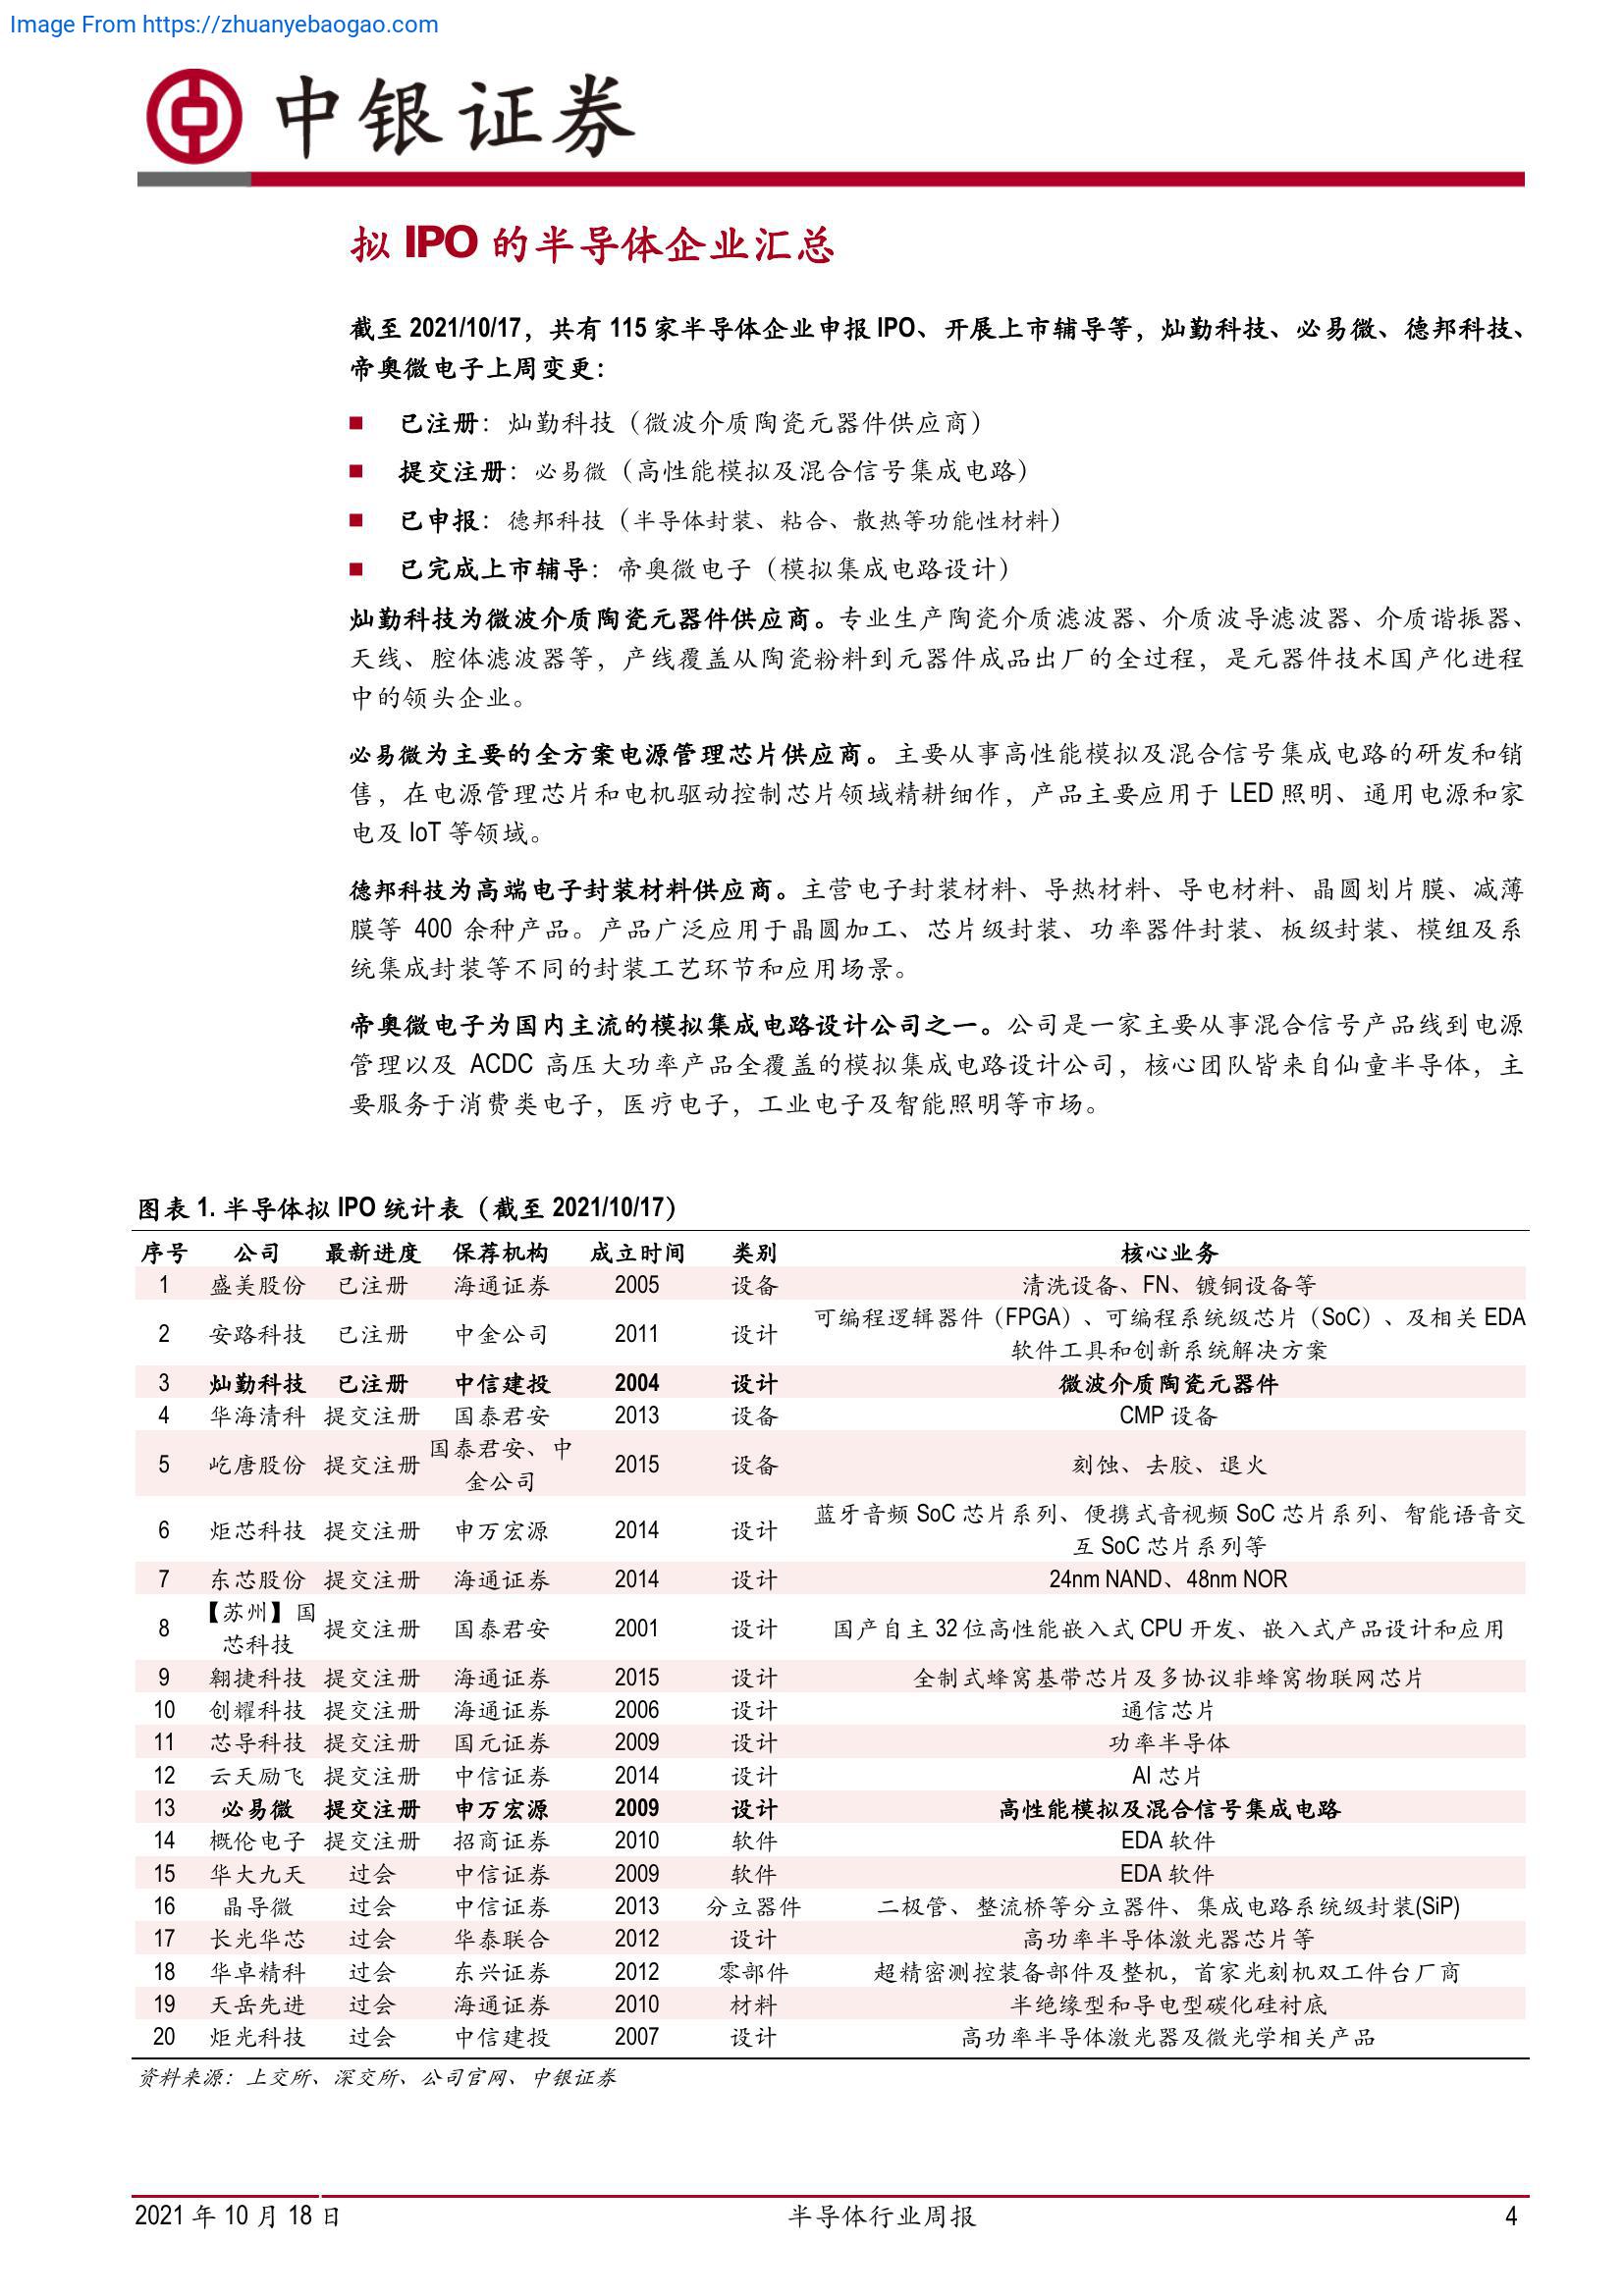 Image From https://zhuanyebaogao.com
中银证券
拟 IPO 的半导体企业汇总
截至 2021/10/17，共有 115 家半导体企业申报 IPO、开展上市辅导等，灿勤科技、必易微、德邦科技、
帝奥微电子上周变更：
■ 已注册：灿勤科技（微波介质陶瓷元器件供应商）
■ 提交注册：必易微（高性能模拟及混合信号集成电路）
■ 已申报：德邦科技（半导体封装、粘合、散热等功能性材料）
■ 已完成上市辅导：帝奥微电子（模拟集成电路设计）
灿勤科技为微波介质陶瓷元器件供应商。专业生产陶瓷介质滤波器、介质波导滤波器、介质谐振器、
天线、腔体滤波器等，产线覆盖从陶瓷粉料到元器件成品出厂的全过程，是元器件技术国产化进程
中的领头企业。
必易微为主要的全方案电源管理芯片供应商。主要从事高性能模拟及混合信号集成电路的研发和销
售，在电源管理芯片和电机驱动控制芯片领域精耕细作，产品主要应用于 LED 照明、通用电源和家
电及 IoT 等领域。
德邦科技为高端电子封装材料供应商。主营电子封装材料、导热材料、导电材料、晶圆划片膜、减薄
膜等 400 余种产品。产品广泛应用于晶圆加工、芯片级封装、功率器件封装、板级封装、模组及系
统集成封装等不同的封装工艺环节和应用场景。
帝奥微电子为国内主流的模拟集成电路设计公司之一。公司是一家主要从事混合信号产品线到电源
管理以及 ACDC 高压大功率产品全覆盖的模拟集成电路设计公司，核心团队皆来自仙童半导体，主
要服务于消费类电子，医疗电子，工业电子及智能照明等市场。
图表 1. 半导体拟 IPO 统计表（截至 2021/10/17）
序号 公司 最新进度 保荐机构 成立时间 类别 核心业务
1 盛美股份 已注册 海通证券 2005 设备 清洗设备、FN、镀铜设备等
2 安路科技 已注册 中金公司 2011 设计 可编程逻辑器件（FPGA）、可编程系统级芯片（SoC）、及相关 EDA
软件工具和创新系统解决方案
3 灿勤科技 已注册 中信建投 2004 设计 微波介质陶瓷元器件
4 华海清科 提交注册 国泰君安 2013 设备 CMP 设备
5 屹唐股份 提交注册 国泰君安、中
金公司 2015 设备 刻蚀、去胶、退火
6 炬芯科技 提交注册 申万宏源 2014 设计 蓝牙音频 SoC 芯片系列、便携式音视频 SoC 芯片系列、智能语音交
互 SoC 芯片系列等
7 东芯股份 提交注册 海通证券 2014 设计 24nm NAND、48nm NOR
8 【苏州】国
芯科技 提交注册 国泰君安 2001 设计 国产自主 32 位高性能嵌入式 CPU 开发、嵌入式产品设计和应用
9 翱捷科技 提交注册 海通证券 2015 设计 全制式蜂窝基带芯片及多协议非蜂窝物联网芯片
10 创耀科技 提交注册 海通证券 2006 设计 通信芯片
11 芯导科技 提交注册 国元证券 2009 设计 功率半导体
12 云天励飞 提交注册 中信证券 2014 设计 AI 芯片
13 必易微 提交注册 申万宏源 2009 设计 高性能模拟及混合信号集成电路
14 概伦电子 提交注册 招商证券 2010 软件 EDA 软件
15 华大九天 过会 中信证券 2009 软件 EDA 软件
16 晶导微 过会 中信证券 2013 分立器件 二极管、整流桥等分立器件、集成电路系统级封装(SiP)
17 长光华芯 过会 华泰联合 2012 设计 高功率半导体激光器芯片等
18 华卓精科 过会 东兴证券 2012 零部件 超精密测控装备部件及整机，首家光刻机双工件台厂商
19 天岳先进 过会 海通证券 2010 材料 半绝缘型和导电型碳化硅衬底
20 炬光科技 过会 中信建投 2007 设计 高功率半导体激光器及微光学相关产品
资料来源：上交所、深交所、公司官网、中银证券
2021 年 10 月 18 日 半导体行业周报 4